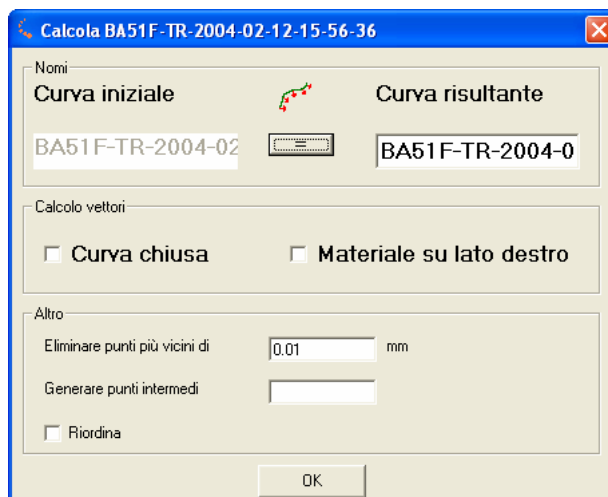 Calcola BA51F-TR-2004-02-12-15-56-36
Nomi
Curva iniziale Curva risultante
BA51F-TR-2004-02 = BA51F-TR-2004-0
Calcolo vettori
Curva chiusa Materiale su lato destro
Altro
Eliminare punti più vicini di 0.01 mm
Generare punti intermedi
Riordina
OK